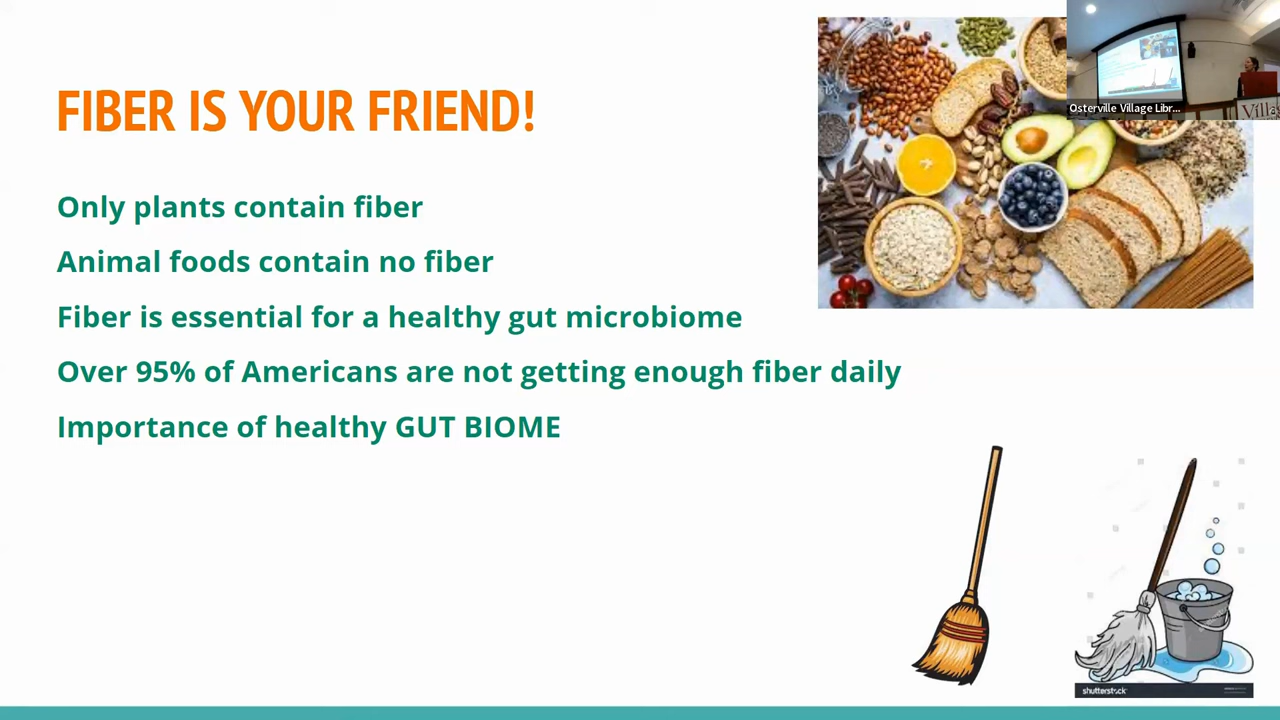 FIBER IS YOUR FRIEND!
Only plants contain fiber
Animal foods contain no fiber
Fiber is essential for a healthy gut microbiome
Over 95% of Americans are not getting enough fiber daily
Importance of healthy GUT BIOME
Osterville Village Libr...
Villag
shutterstock